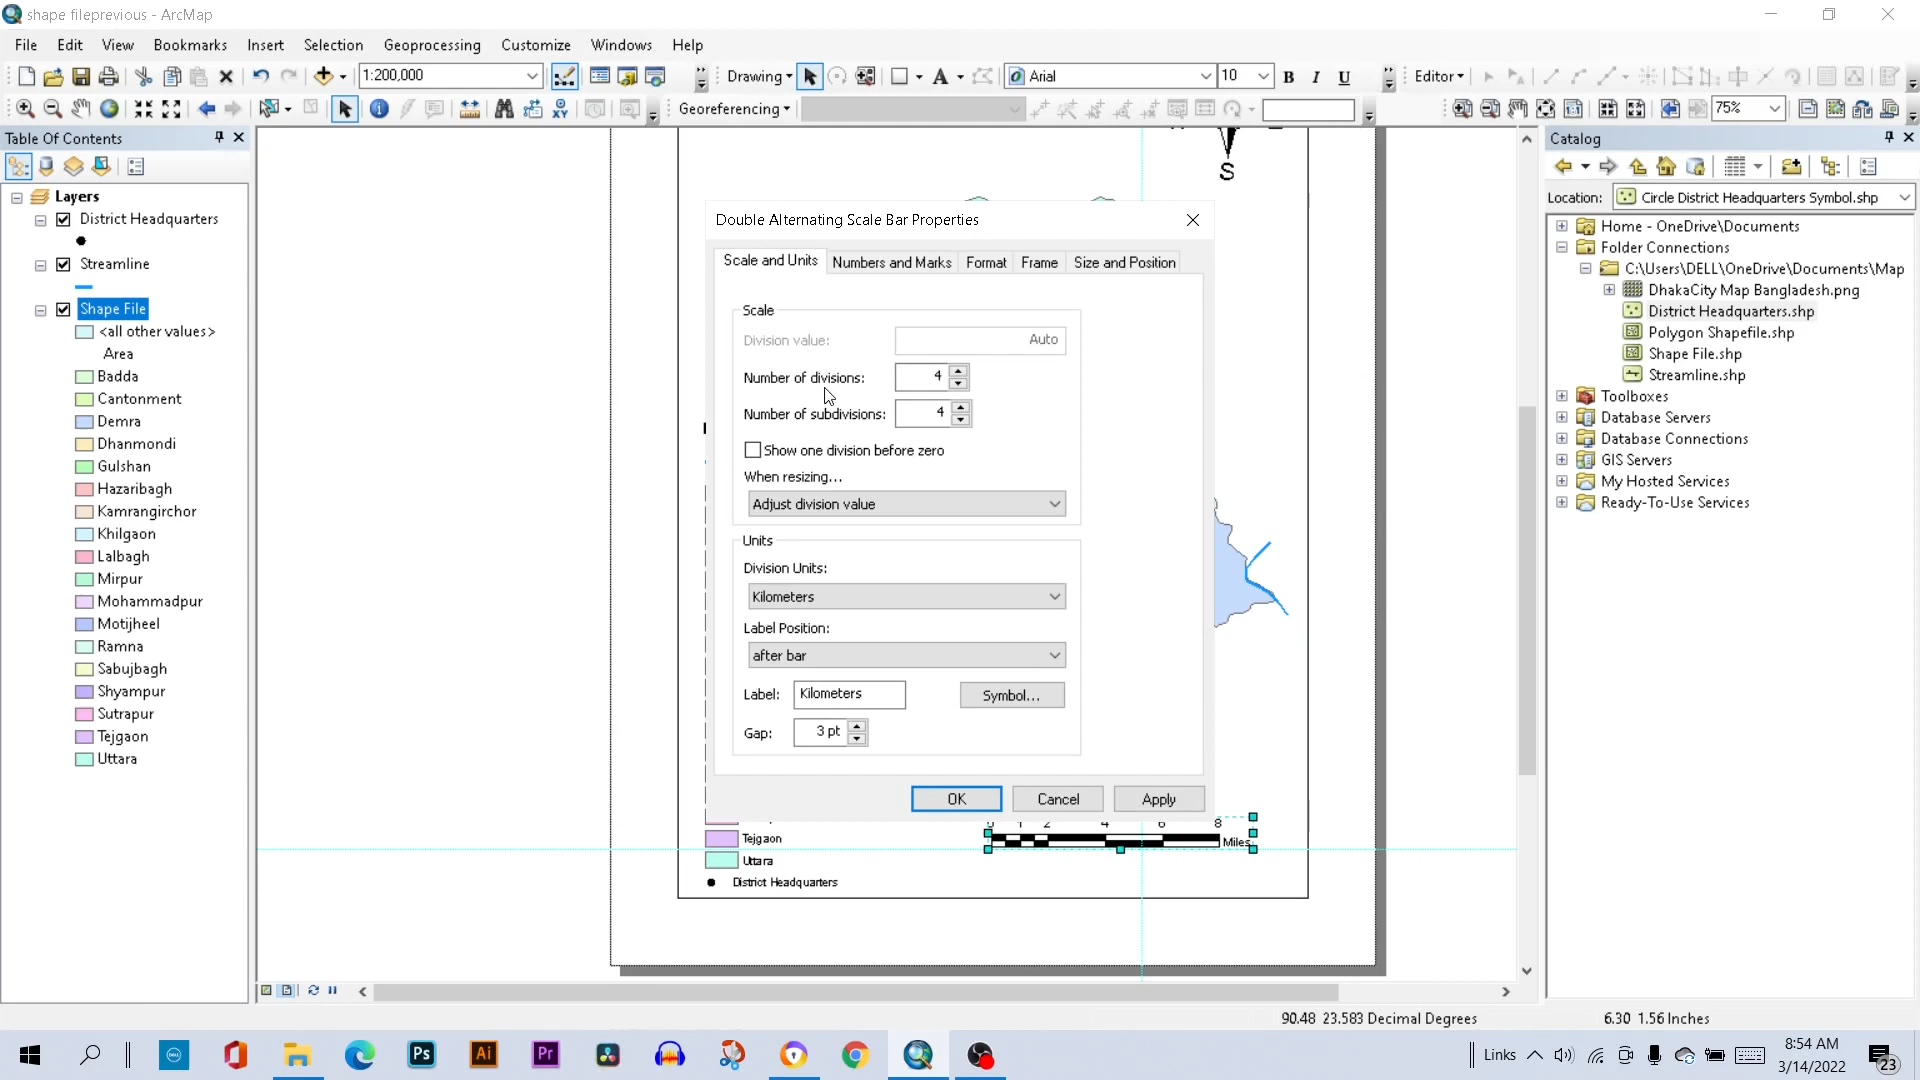 shape fileprevious - ArcMap
File Edit View Bookmarks Insert Selection Geoprocessing Customize Windows Help
1:200,000
Drawing
Arial
10
B I U
Editor
Georeferencing
75%
Table Of Contents
Layers
District Headquarters
Streamline
Shape File
<all other values>
Area
Badda
Cantonment
Demra
Dhanmondi
Gulshan
Hazaribagh
Kamrangirchor
Khilgaon
Lalbagh
Mirpur
Mohammadpur
Motijheel
Ramna
Sabujbagh
Shyampur
Sutrapur
Tejgaon
Uttara
S
Double Alternating Scale Bar Properties
Scale and Units Numbers and Marks Format Frame Size and Position
Scale
Division value: Auto
Number of divisions: 4
Number of subdivisions: 4
Show one division before zero
When resizing...
Adjust division value
Units
Division Units:
Kilometers
Label Position:
after bar
Label: Kilometers Symbol...
Gap: 3 pt
OK Cancel Apply
Tejgaon
Uttara
District Headquarters
0 1 2 4 6 8
Miles
Catalog
Location: Circle District Headquarters Symbol.shp
Home - OneDrive\Documents
Folder Connections
C:\Users\DELL\OneDrive\Documents\Map
DhakaCity Map Bangladesh.png
District Headquarters.shp
Polygon Shapefile.shp
Shape File.shp
Streamline.shp
Toolboxes
Database Servers
Database Connections
GIS Servers
My Hosted Services
Ready-To-Use Services
90.48 23.583 Decimal Degrees
6.30 1.56 Inches
Ps
Ai
Pr
Links
8:54 AM
3/14/2022
23